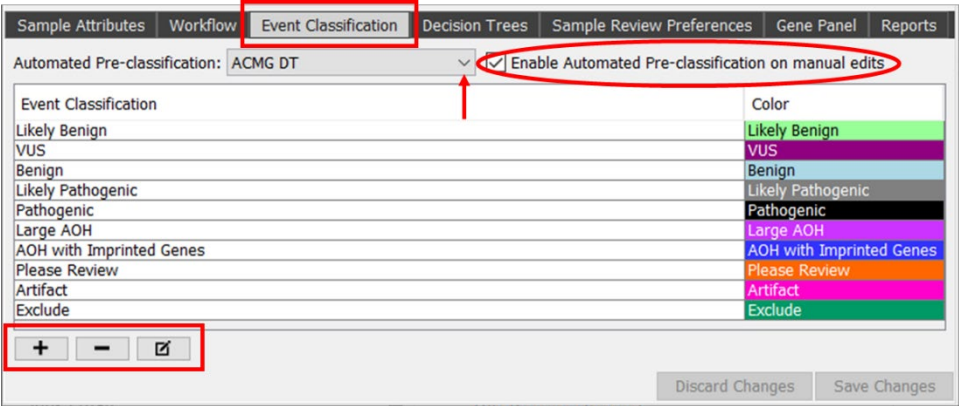 Sample Attributes Workflow Event Classification Decision Trees Sample Review Preferences Gene Panel Reports
Automated Pre-classification: ACMG DT Enable Automated Pre-classification on manual edits
Event Classification Color
Likely Benign Likely Benign
VUS VUS
Benign Benign
Likely Pathogenic Likely Pathogenic
Pathogenic Pathogenic
Large AOH Large AOH
AOH with Imprinted Genes AOH with Imprinted Genes
Please Review Please Review
Artifact Artifact
Exclude Exclude
+ −
Discard Changes Save Changes